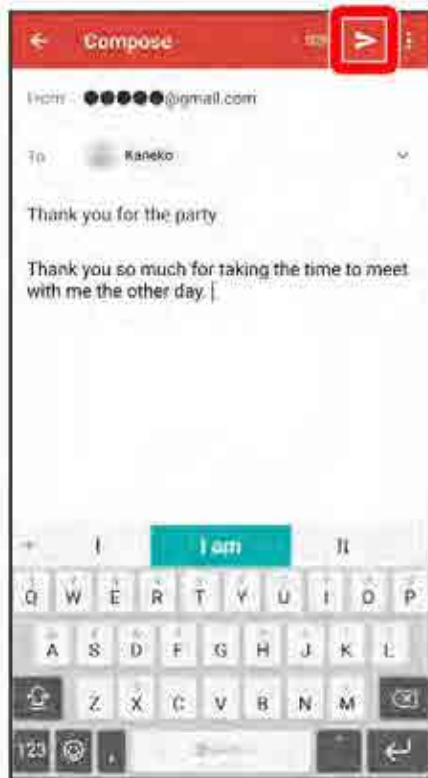 Compose
From ●●●●●@gmail.com
To Kaneko
Thank you for the party
Thank you so much for taking the time to meet
with me the other day.
I I am
Q W E R T Y U I O P
A S D F G H J K L
Z X C V B N M
123 ,